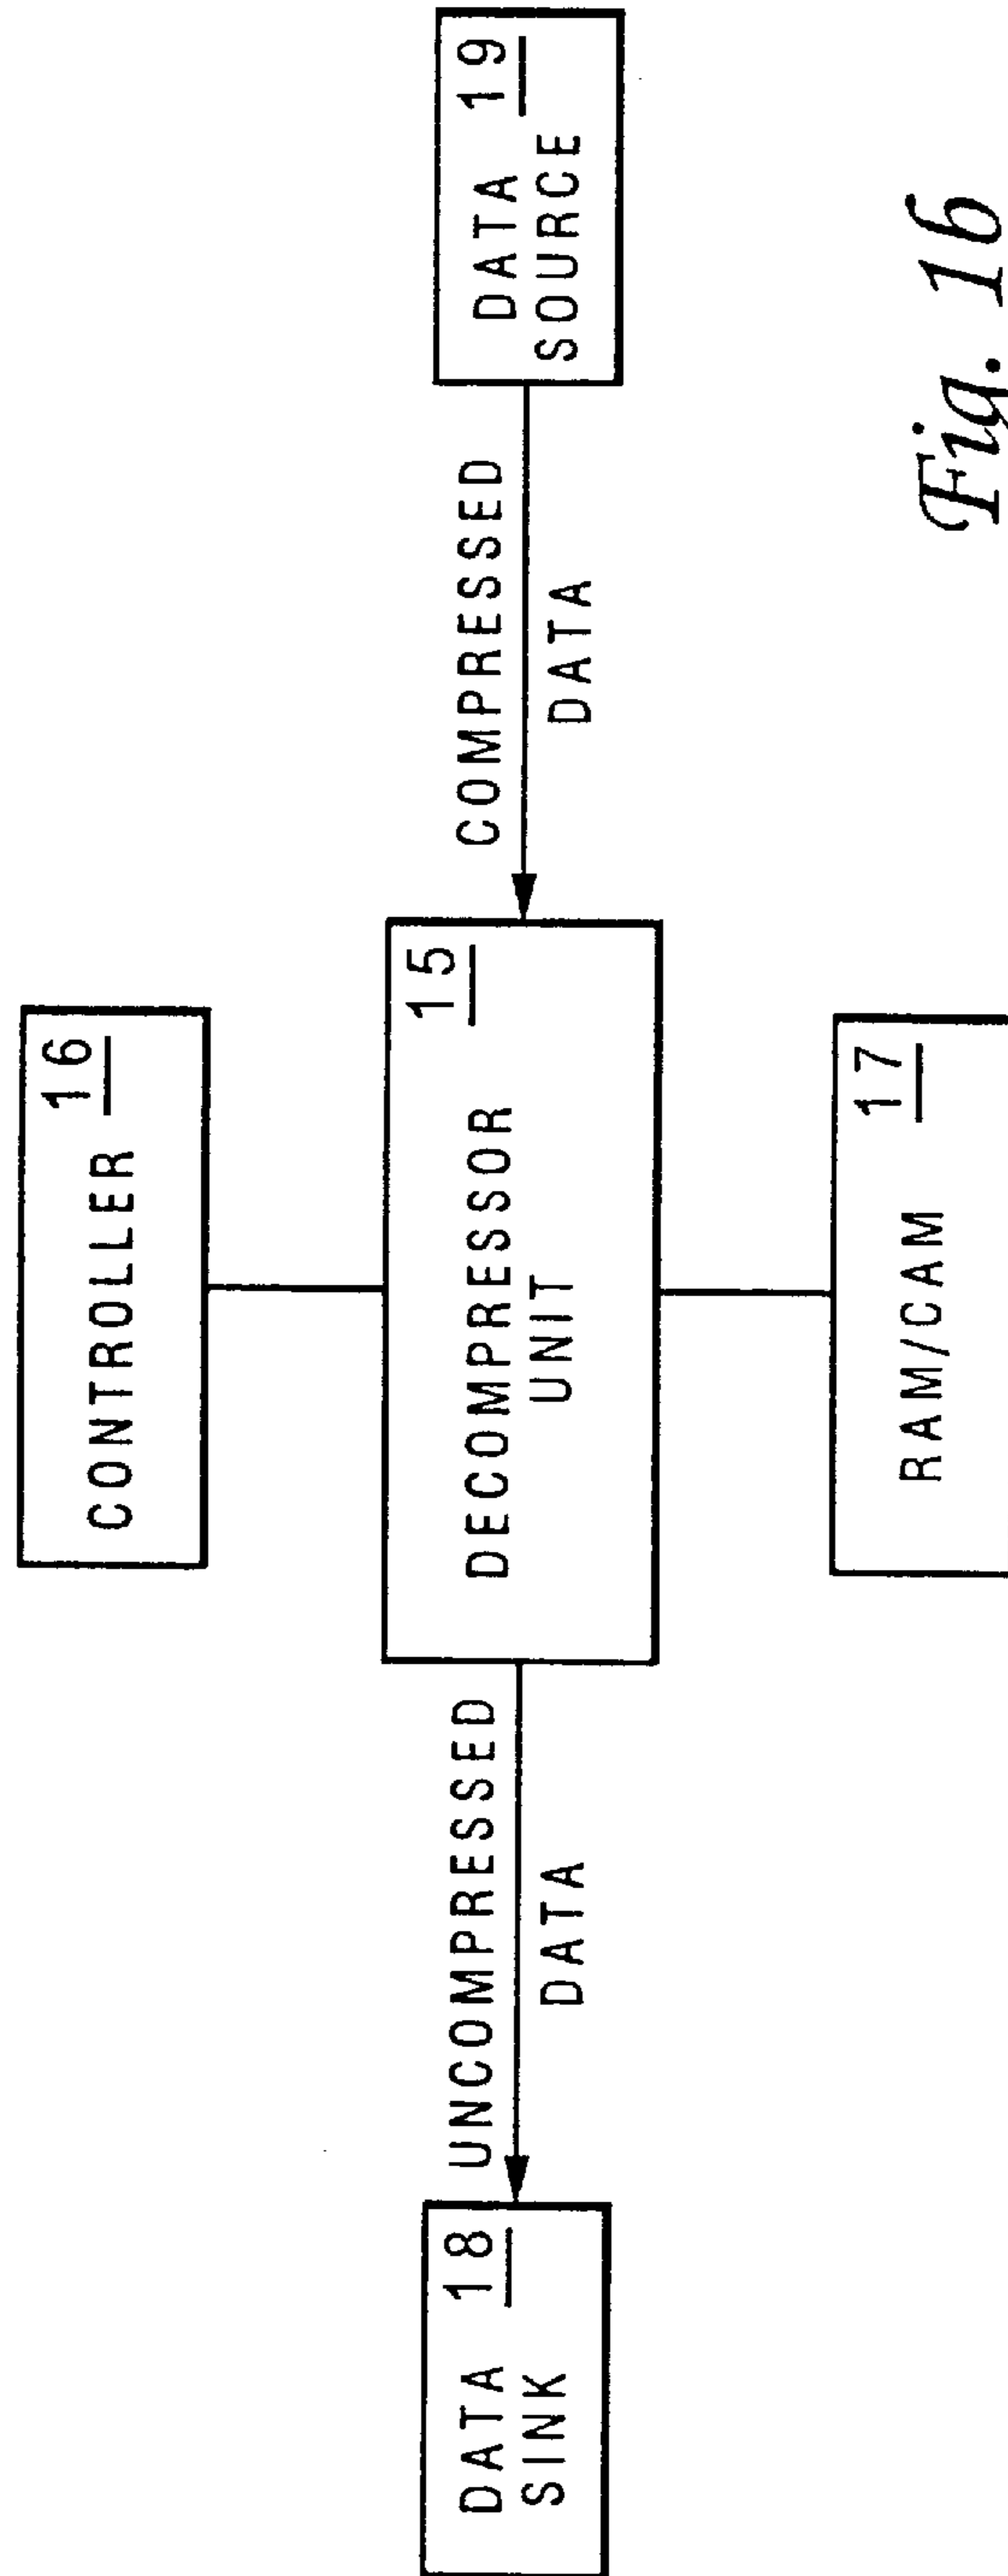 CONTROLLER 16
UNCOMPRESSED
COMPRESSED
DATA 18
SINK
DECOMPRESSOR 15
UNIT
DATA 19
SOURCE
DATA
DATA
RAM/CAM 17
Fig. 1b